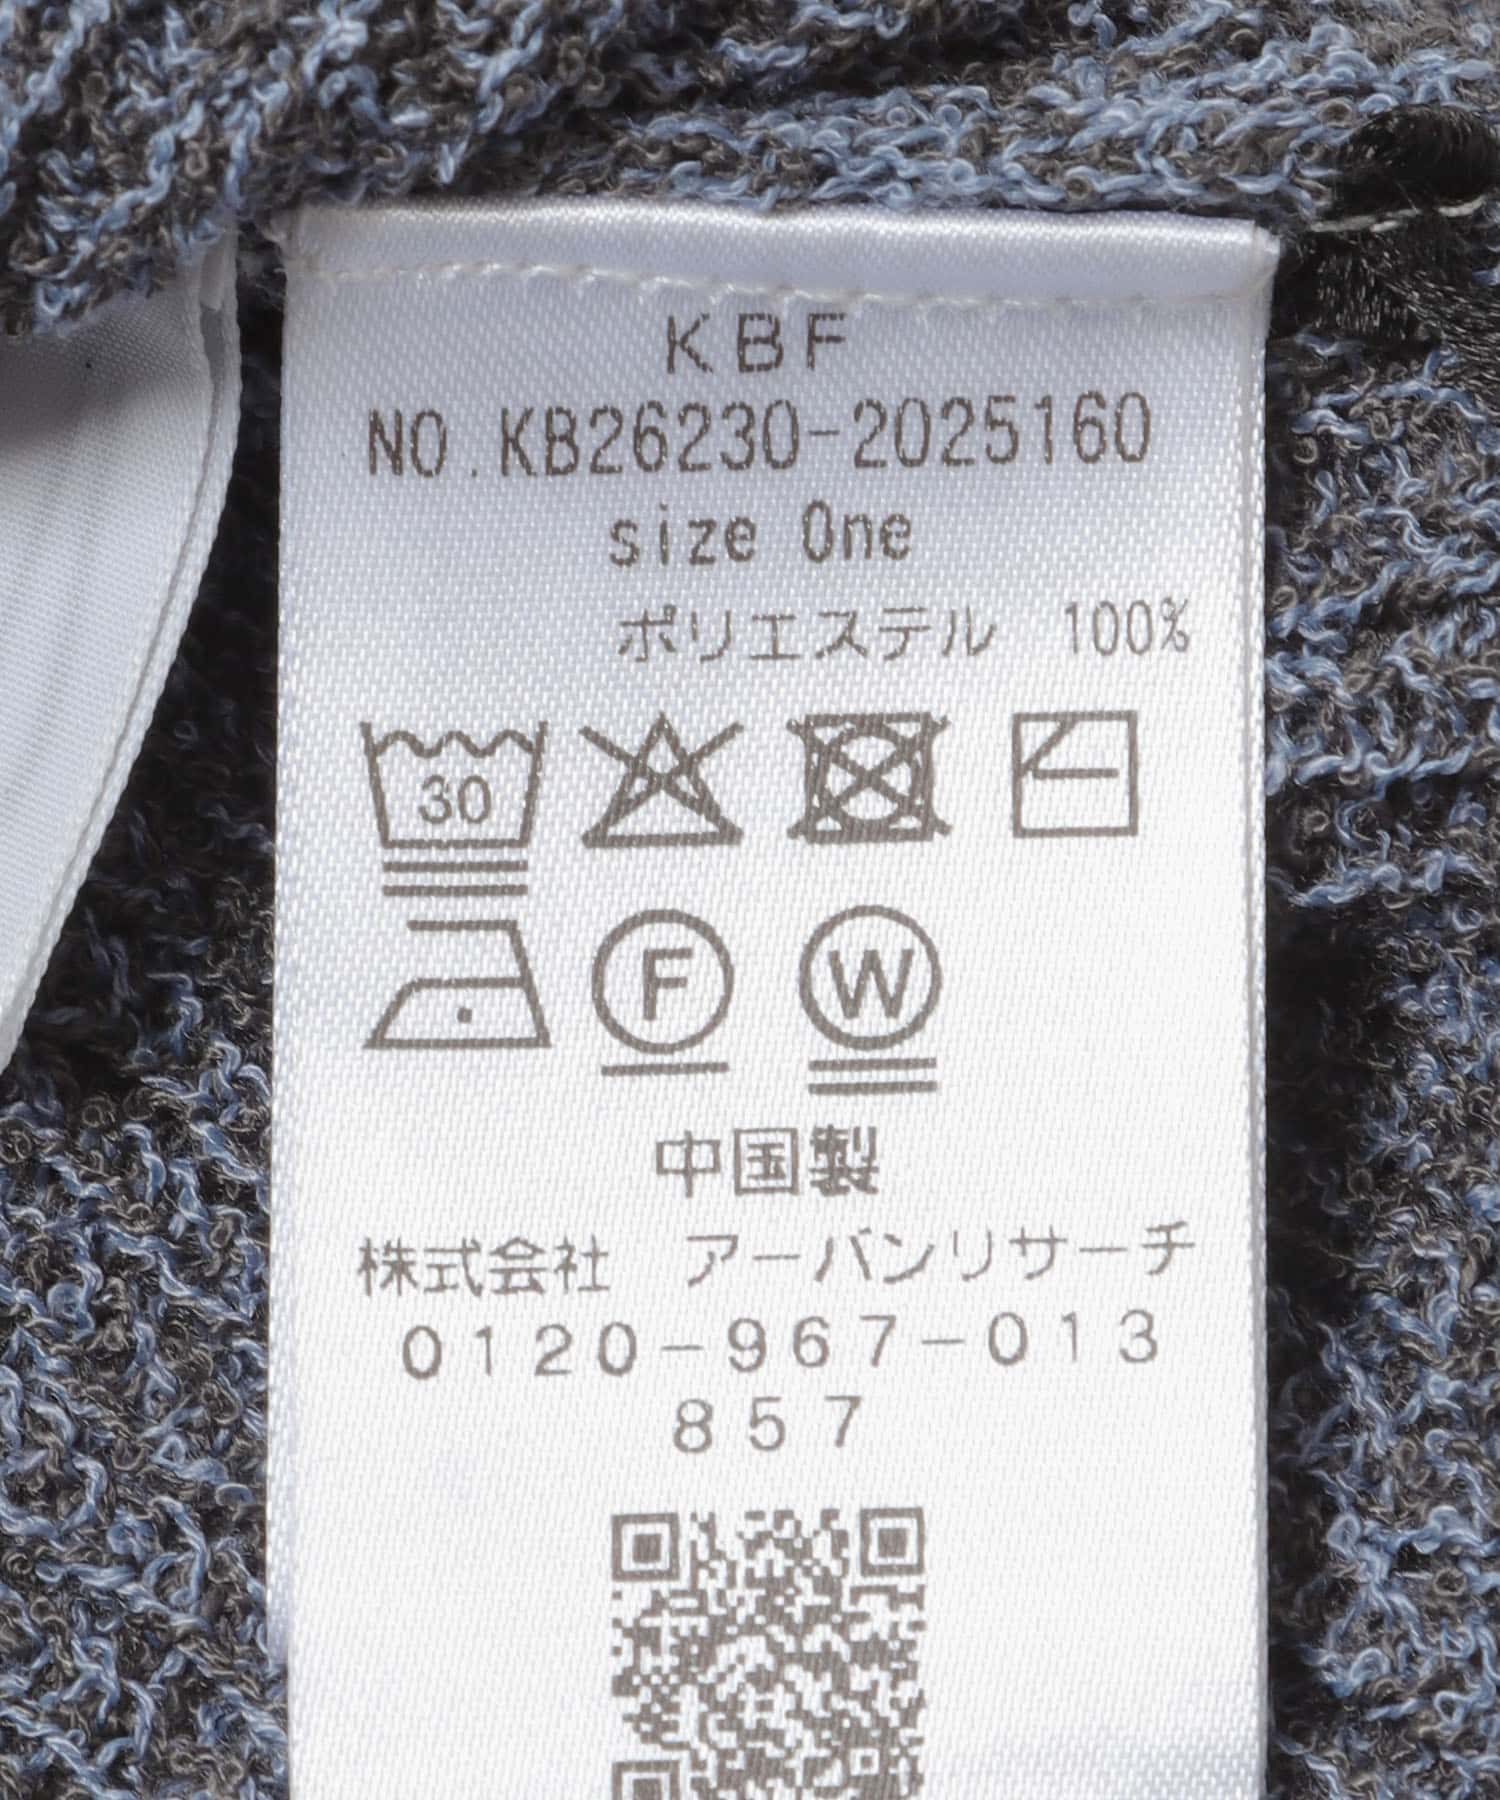 KBF
NO.KB26230-2025160
size One
ポリエステル 100%
30
F W
中国製
株式会社 アーバンリサーチ
0120-967-013
857